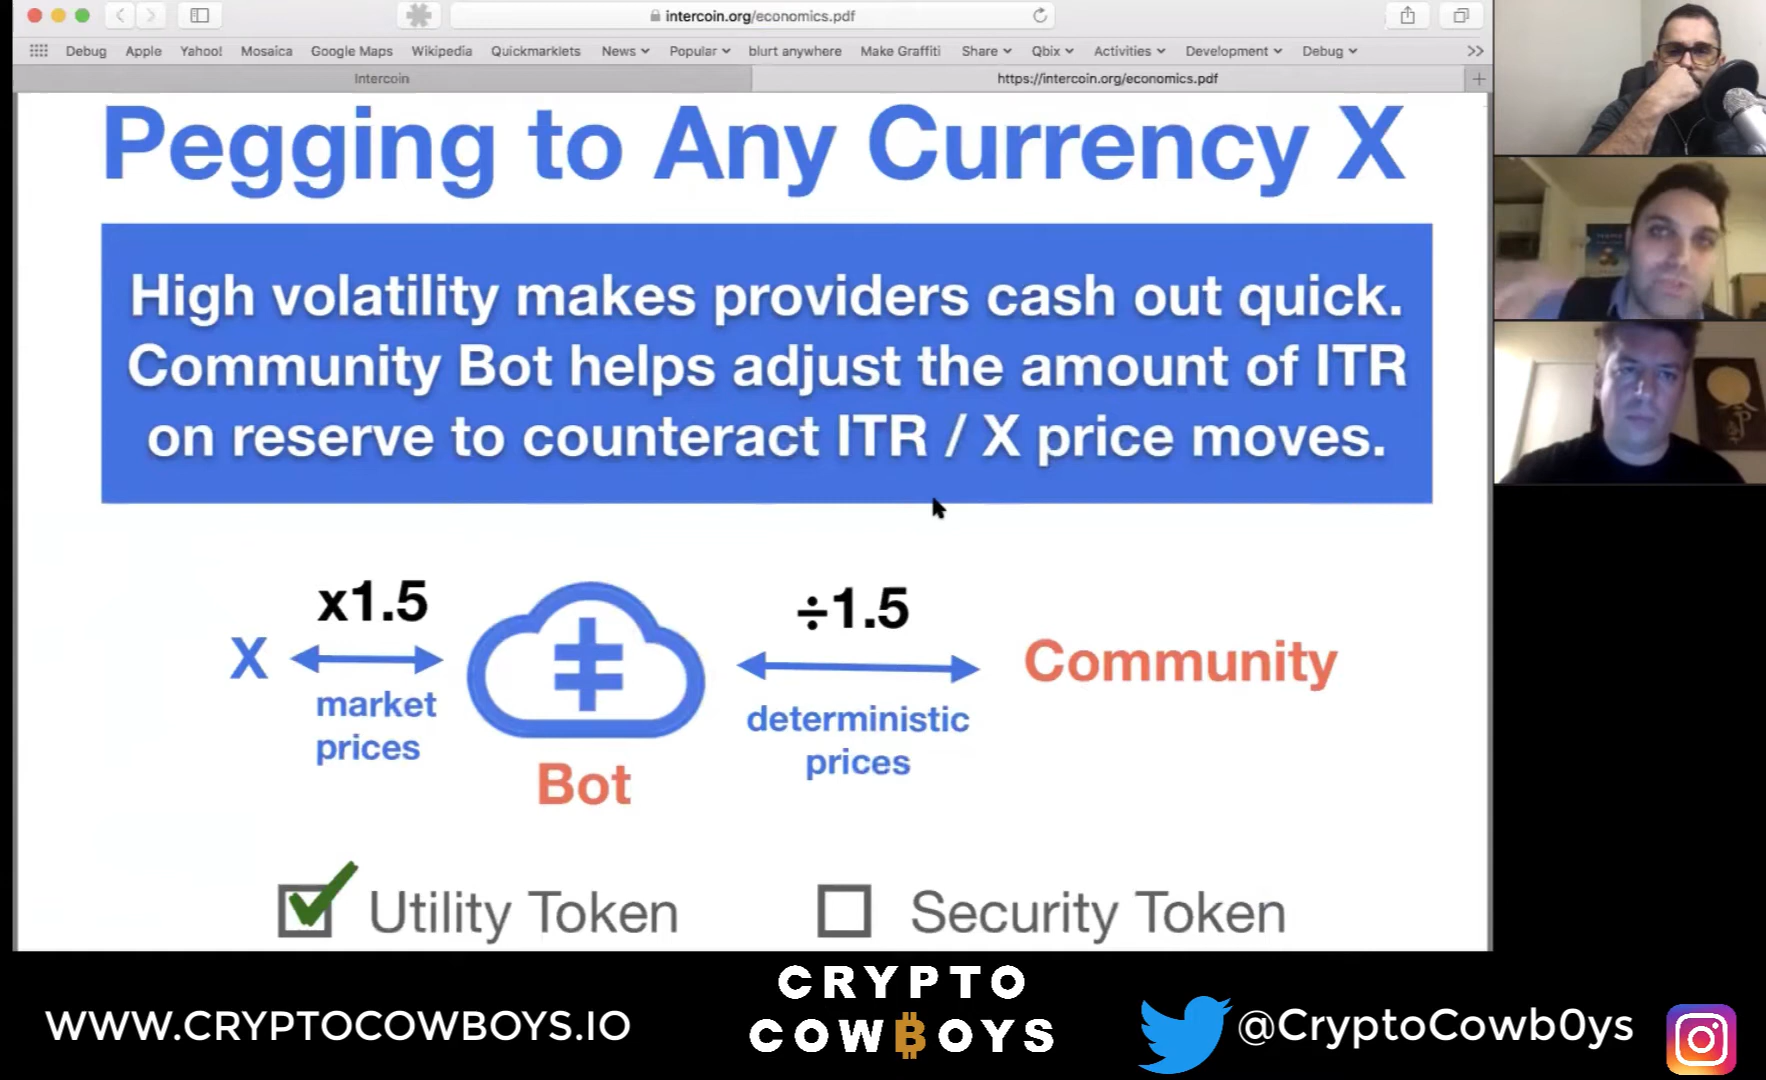 intercoin.org/economics.pdf
Debug Apple Yahoo! Mosaica Google Maps Wikipedia Quickmarklets News Popular blurt anywhere Make Graffiti Share Qbix Activities Development Debug >>
Intercoin https://intercoin.org/economics.pdf +
Pegging to Any Currency X
High volatility makes providers cash out quick.
Community Bot helps adjust the amount of ITR
on reserve to counteract ITR / X price moves.
x1.5
÷1.5
X
Community
market
prices
deterministic
prices
Bot
Utility Token
Security Token
WWW.CRYPTOCOWBOYS.IO
CRYPTO
COWBOYS
@CryptoCowb0ys